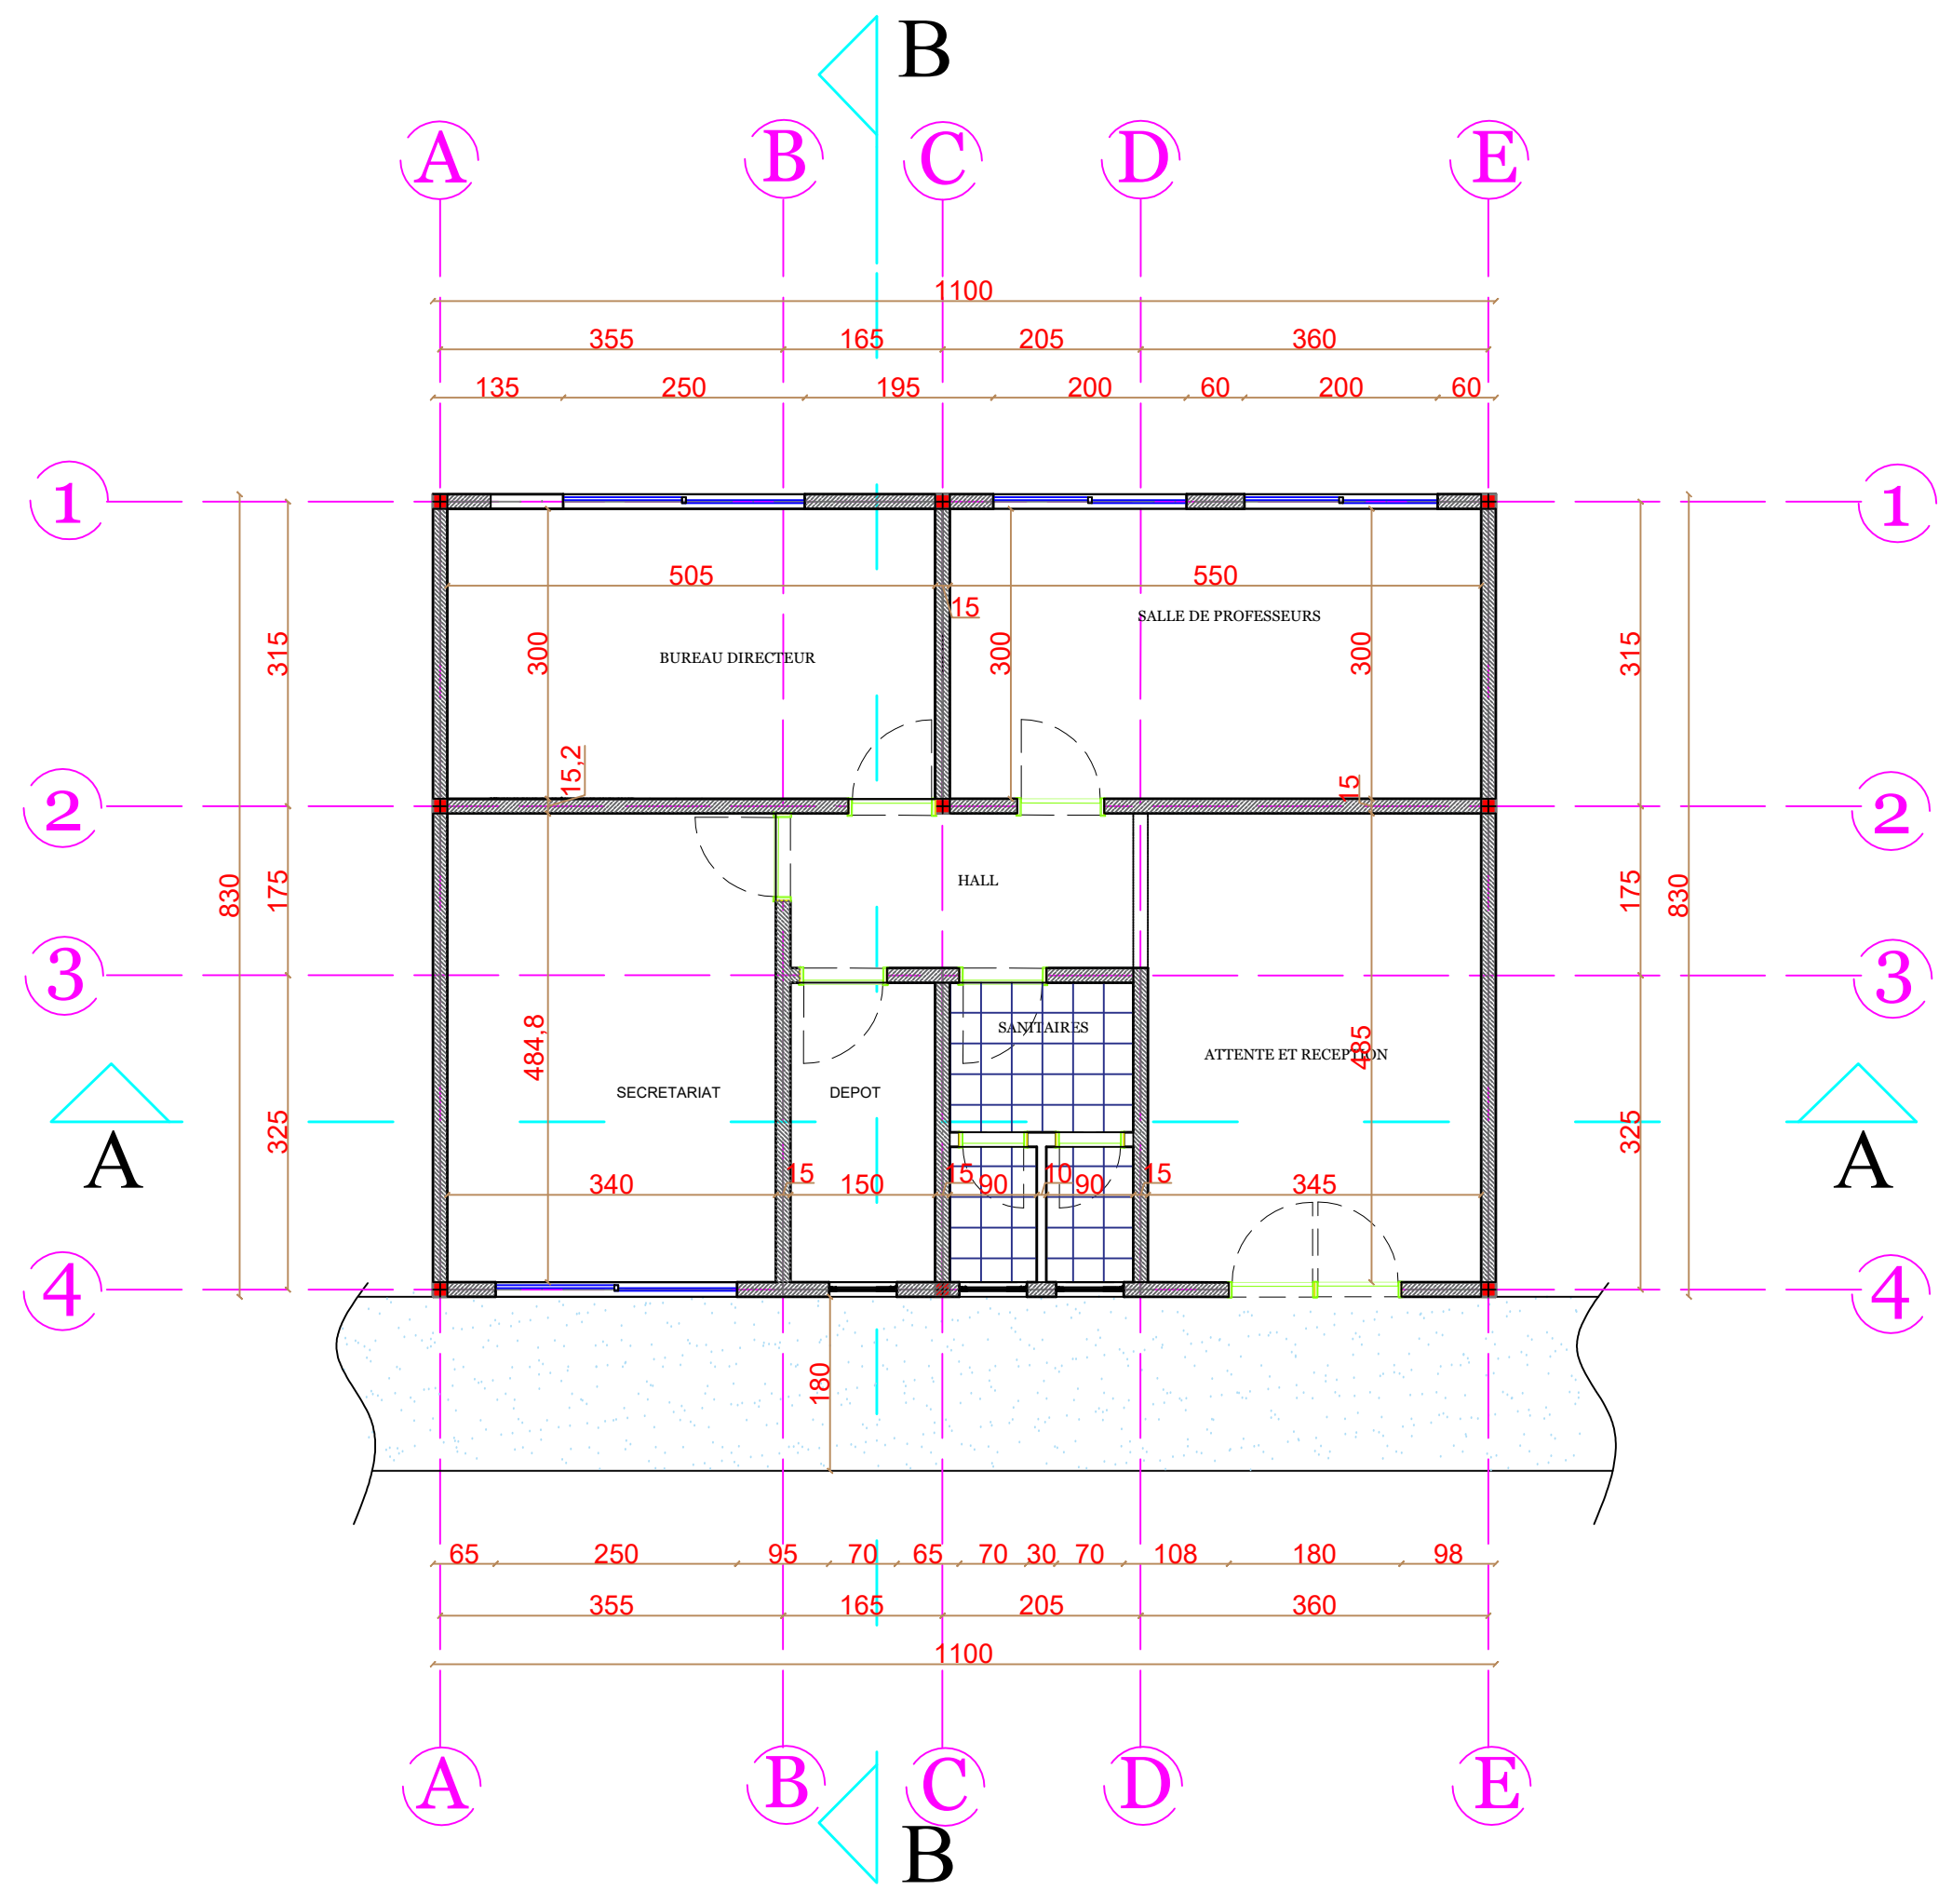 B
A B C D E
1100
355 165 205 360
135 250 195 200 60 200 60
1 1
505 550
15
SALLE DE PROFESSEURS
315 300 BUREAU DIRECTEUR 300 300 315
15,2 15
2 2
830 175 HALL 175 830
3 3
SANITAIRES
484,8 ATTENTE ET RECEPTION 485
SECRETARIAT DEPOT
325 325
A A
15 15 10 15
340 150 90 90 345
4 4
180
65 250 95 70 65 70 30 70 108 180 98
355 165 205 360
1100
A B C D E
B